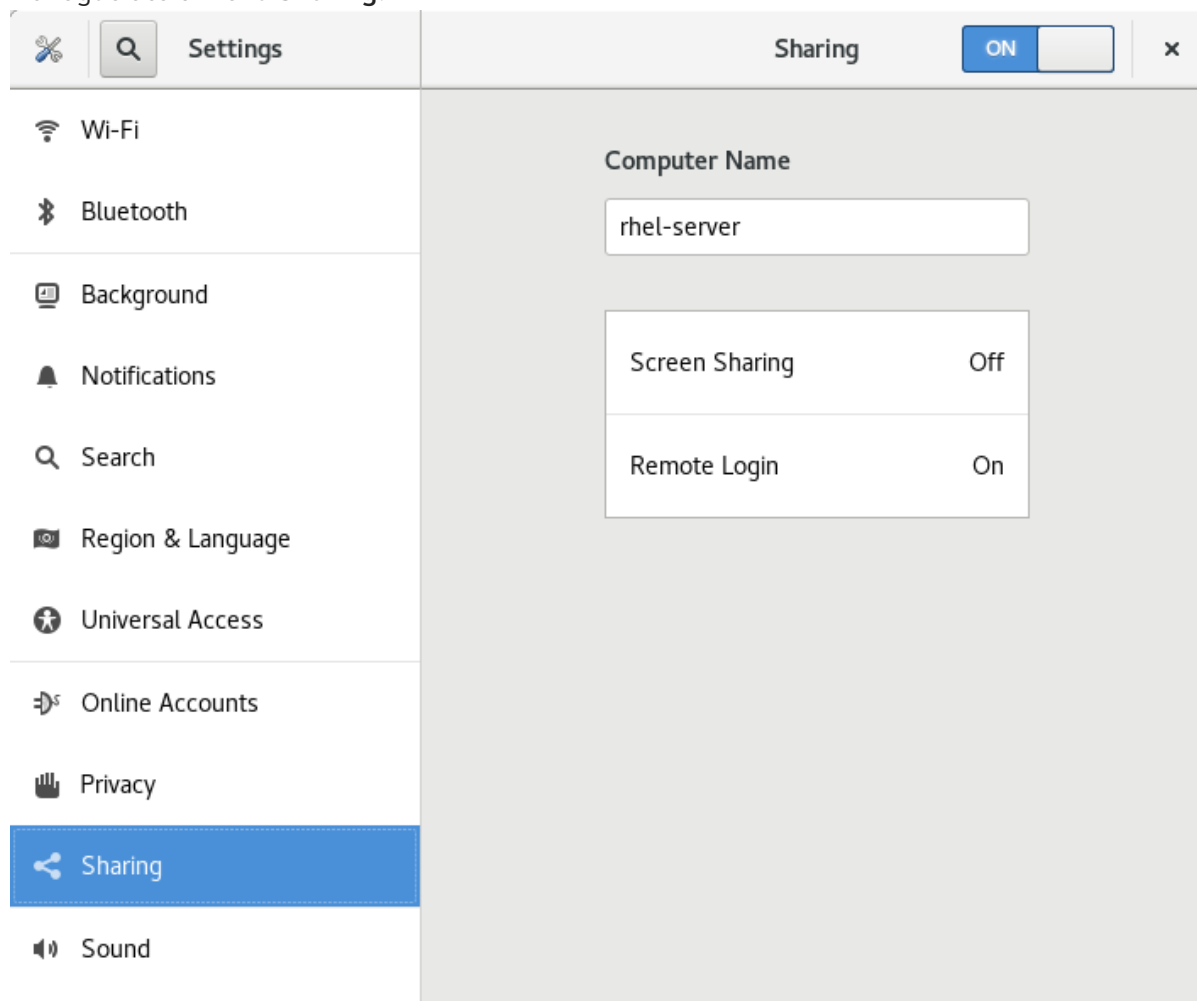 Settings
Sharing
ON
×
Wi-Fi
Bluetooth
Background
Notifications
Search
Region & Language
Universal Access
Online Accounts
Privacy
Sharing
Sound
Computer Name
rhel-server
Screen Sharing Off
Remote Login On